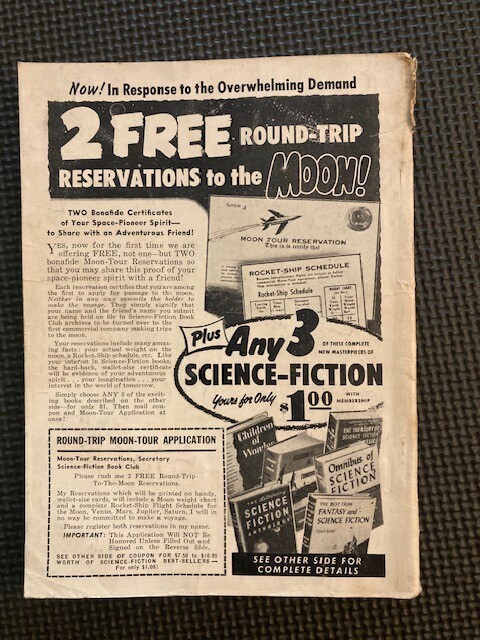 Now! In Response to the Overwhelming Demand
2 FREE ROUND-TRIP
RESERVATIONS to the MOON!
TWO Bonafide Certificates
of Your Space-Pioneer Spirit—
to Share with an Adventurous Friend!
YES, now for the first time we are
offering FREE, not one—but TWO
bonafide Moon-Tour Reservations so
that you may share this proof of your
space-pioneer spirit with a friend!
Each reservation certifies that you are among
the first to apply for passage to the moon.
Neither in any way commits the holder to
make the voyage. They simply signify that
your name and the friend's name you submit
are being held on file in Science-Fiction Book
Club archives to be turned over to the
first commercial company making trips
to the moon.
Your reservations include many amaz-
ing facts: your actual weight on the
moon, a Rocket-Ship schedule, etc. Like
your interest in Science-Fiction books,
the hard-back, wallet-size certificate
will be evidence of your adventurous
spirit . . . your imagination . . . your
interest in the world of tomorrow.
Simply choose ANY 3 of the exciting
books described on the other
side—for only $1. Then mail cou-
pon and Moon-Tour Application at
once!
MOON TOUR RESERVATION
This is to certify that
ROCKET-SHIP SCHEDULE
Rocket-Ship Schedule
WEIGHT CHART
Plus Any 3 OF THESE COMPLETE
NEW MASTERPIECES OF
SCIENCE-FICTION
Yours for Only $1.00 WITH
MEMBERSHIP
Children
of Wonder
THE TREASURY OF
SCIENCE FICTION
CLASSICS
Omnibus of
SCIENCE
FICTION
SCIENCE
FICTION
THE BEST FROM
FANTASY and
SCIENCE FICTION
SEE OTHER SIDE FOR
COMPLETE DETAILS
ROUND-TRIP MOON-TOUR APPLICATION
Moon-Tour Reservations, Secretary
Science-Fiction Book Club
Please rush me 2 FREE Round-Trip
To-The-Moon Reservations.
My Reservations which will be printed on handy,
wallet-size cards, will include a Moon weight chart
and a complete Rocket-Ship Flight Schedule for
the Moon, Venus, Mars, Jupiter, Saturn. I will in
no way be committed to make a voyage.
Please register both reservations in my name.
IMPORTANT: This Application Will NOT Be
Honored Unless Filled Out and
Signed on the Reverse Side.
SEE OTHER SIDE OF COUPON FOR $7.50 TO $10.95
WORTH OF SCIENCE-FICTION BEST-SELLERS—
For only $1.00!